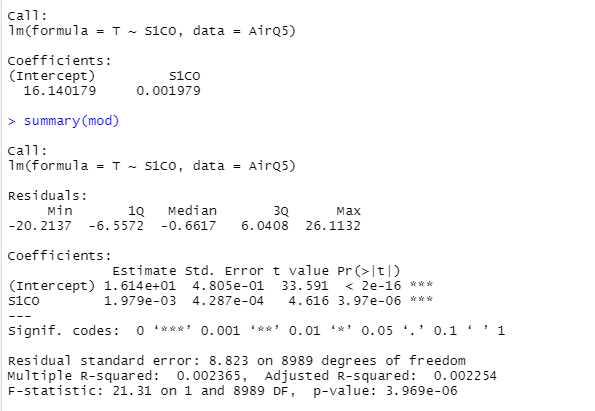 Call:
lm(formula = T ~ S1CO, data = AirQ5)
Coefficients:
(Intercept)         S1CO
  16.140179     0.001979
> summary(mod)
Call:
lm(formula = T ~ S1CO, data = AirQ5)
Residuals:
     Min       1Q   Median       3Q      Max
-20.2137  -6.5572  -0.6617   6.0408  26.1132
Coefficients:
             Estimate Std. Error t value Pr(>|t|)
(Intercept) 1.614e+01  4.805e-01  33.591  < 2e-16 ***
S1CO        1.979e-03  4.287e-04   4.616 3.97e-06 ***
---
Signif. codes:  0 ‘***’ 0.001 ‘**’ 0.01 ‘*’ 0.05 ‘.’ 0.1 ‘ ’ 1
Residual standard error: 8.823 on 8989 degrees of freedom
Multiple R-squared:  0.002365,  Adjusted R-squared:  0.002254
F-statistic: 21.31 on 1 and 8989 DF,  p-value: 3.969e-06